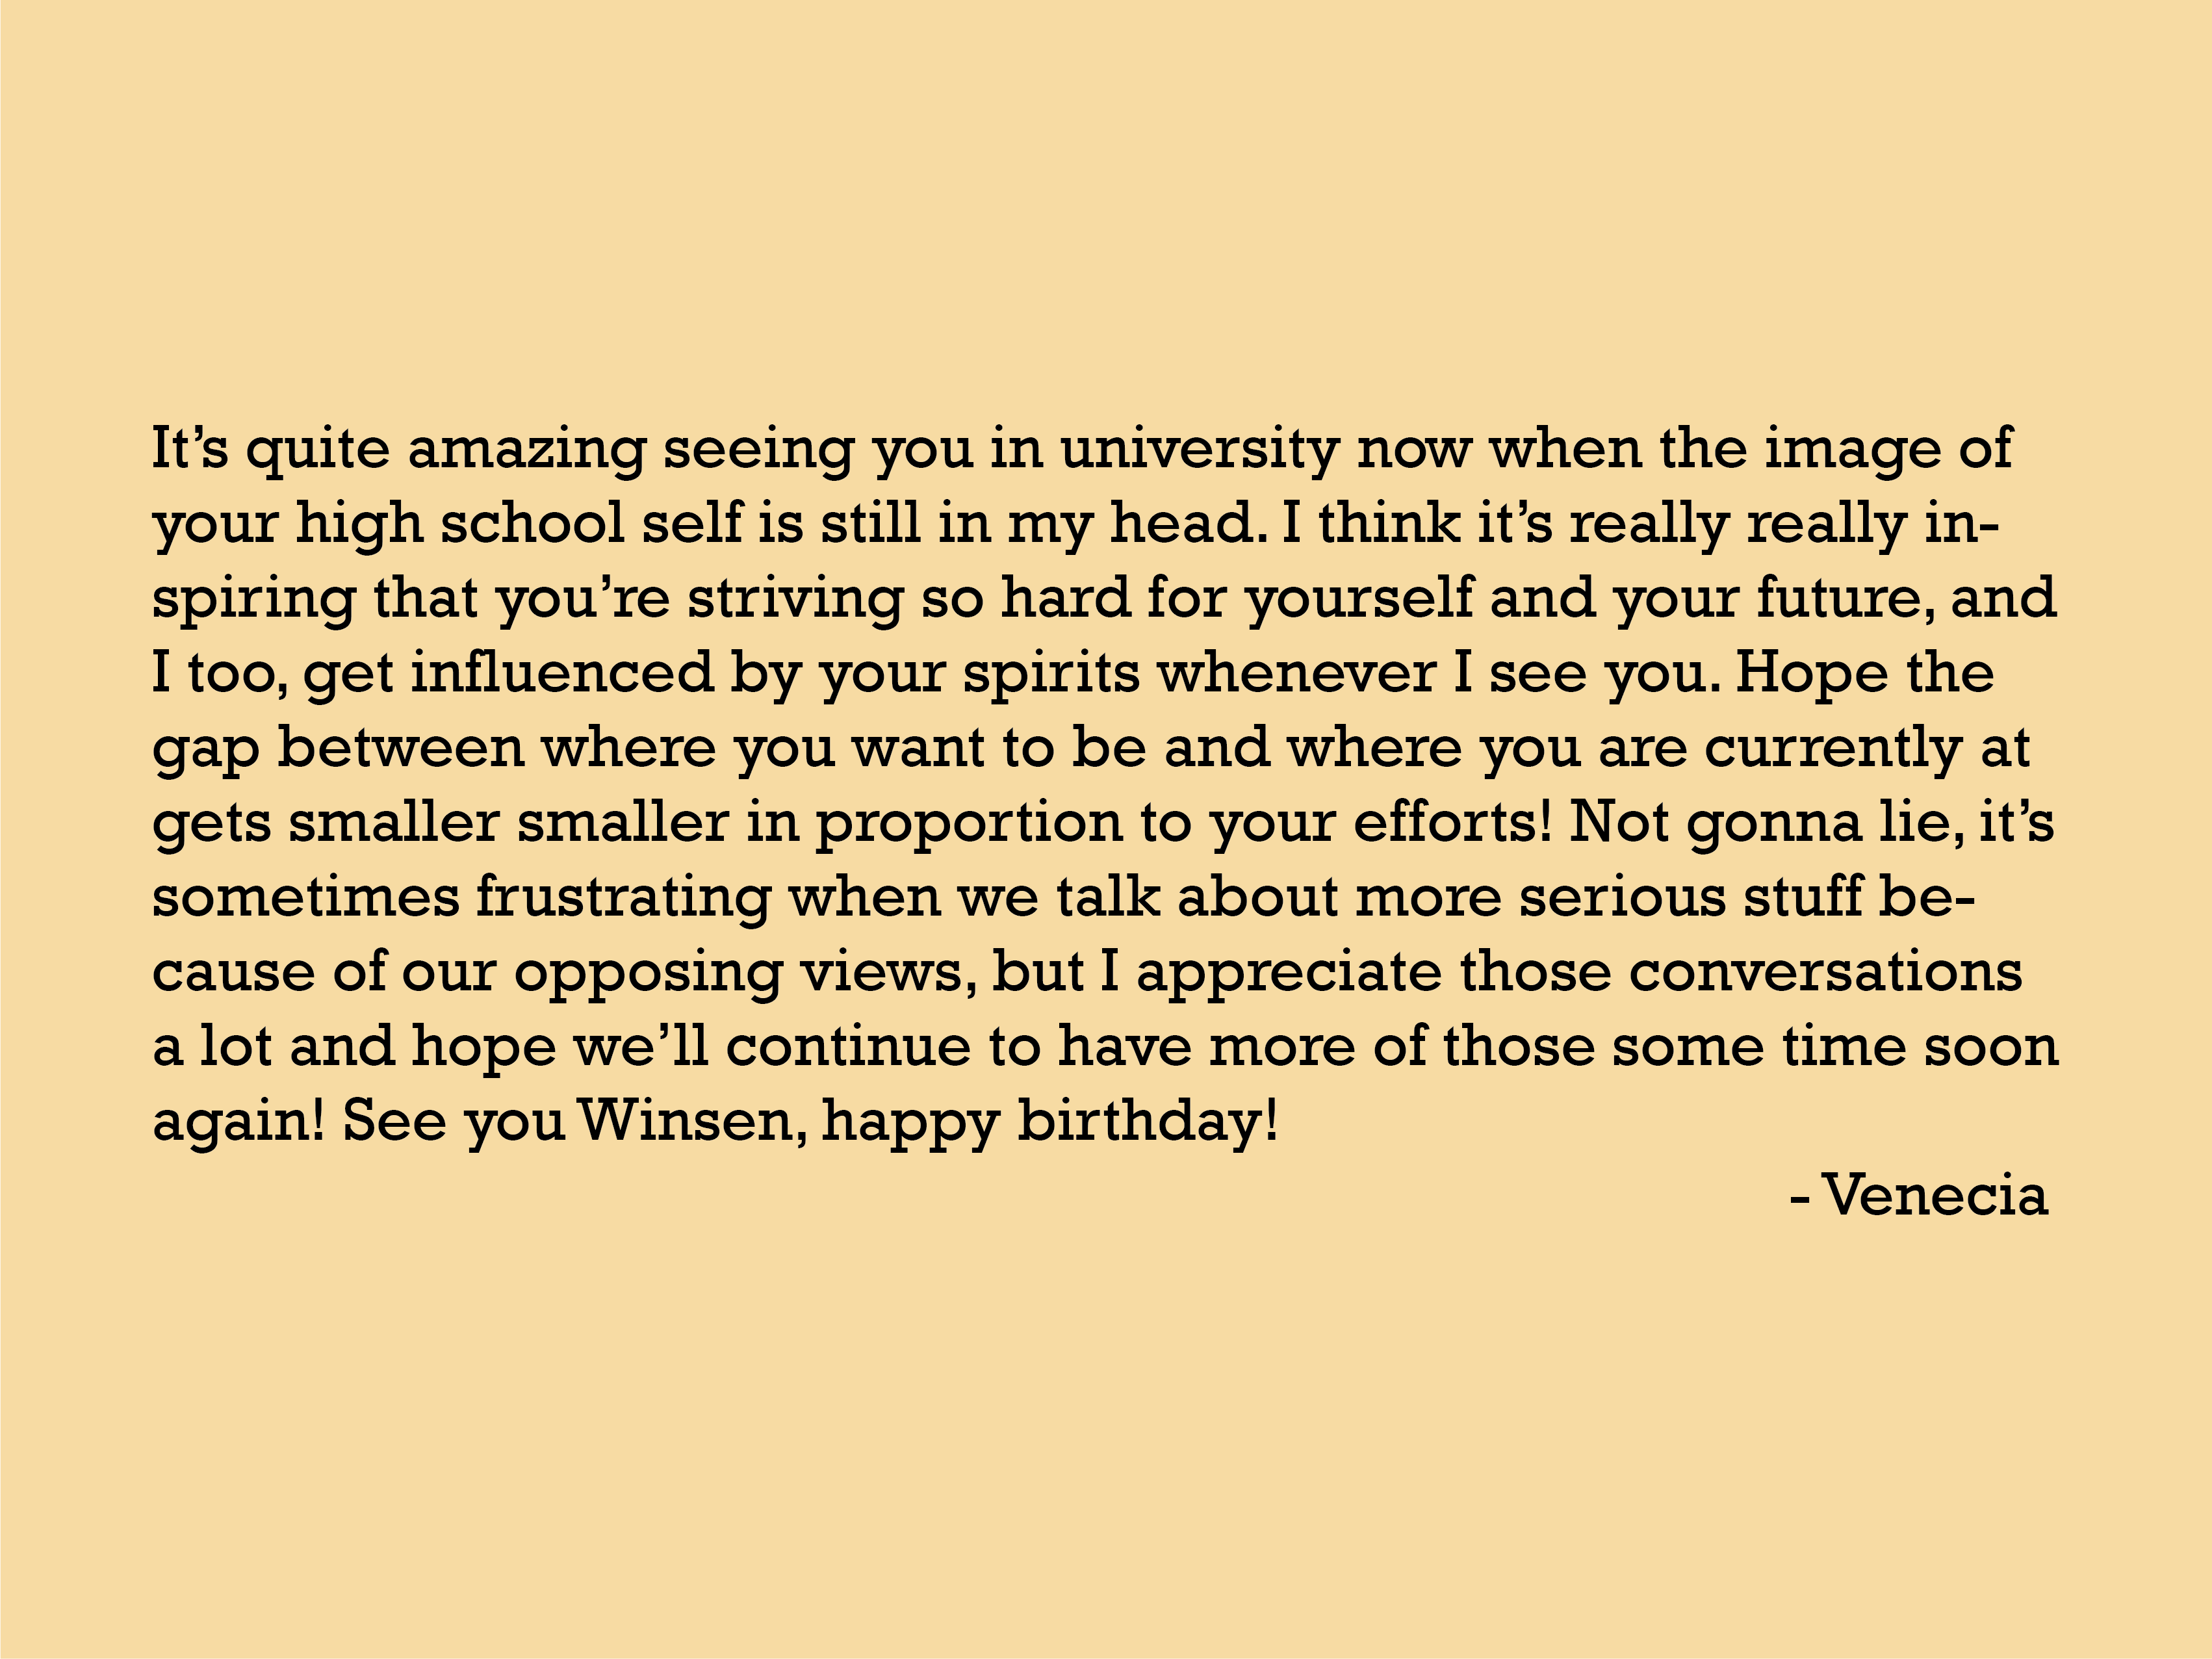 It’s quite amazing seeing you in university now when the image of
your high school self is still in my head. I think it’s really really in-
spiring that you’re striving so hard for yourself and your future, and
I too, get influenced by your spirits whenever I see you. Hope the
gap between where you want to be and where you are currently at
gets smaller smaller in proportion to your efforts! Not gonna lie, it’s
sometimes frustrating when we talk about more serious stuff be-
cause of our opposing views, but I appreciate those conversations
a lot and hope we’ll continue to have more of those some time soon
again! See you Winsen, happy birthday!
- Venecia